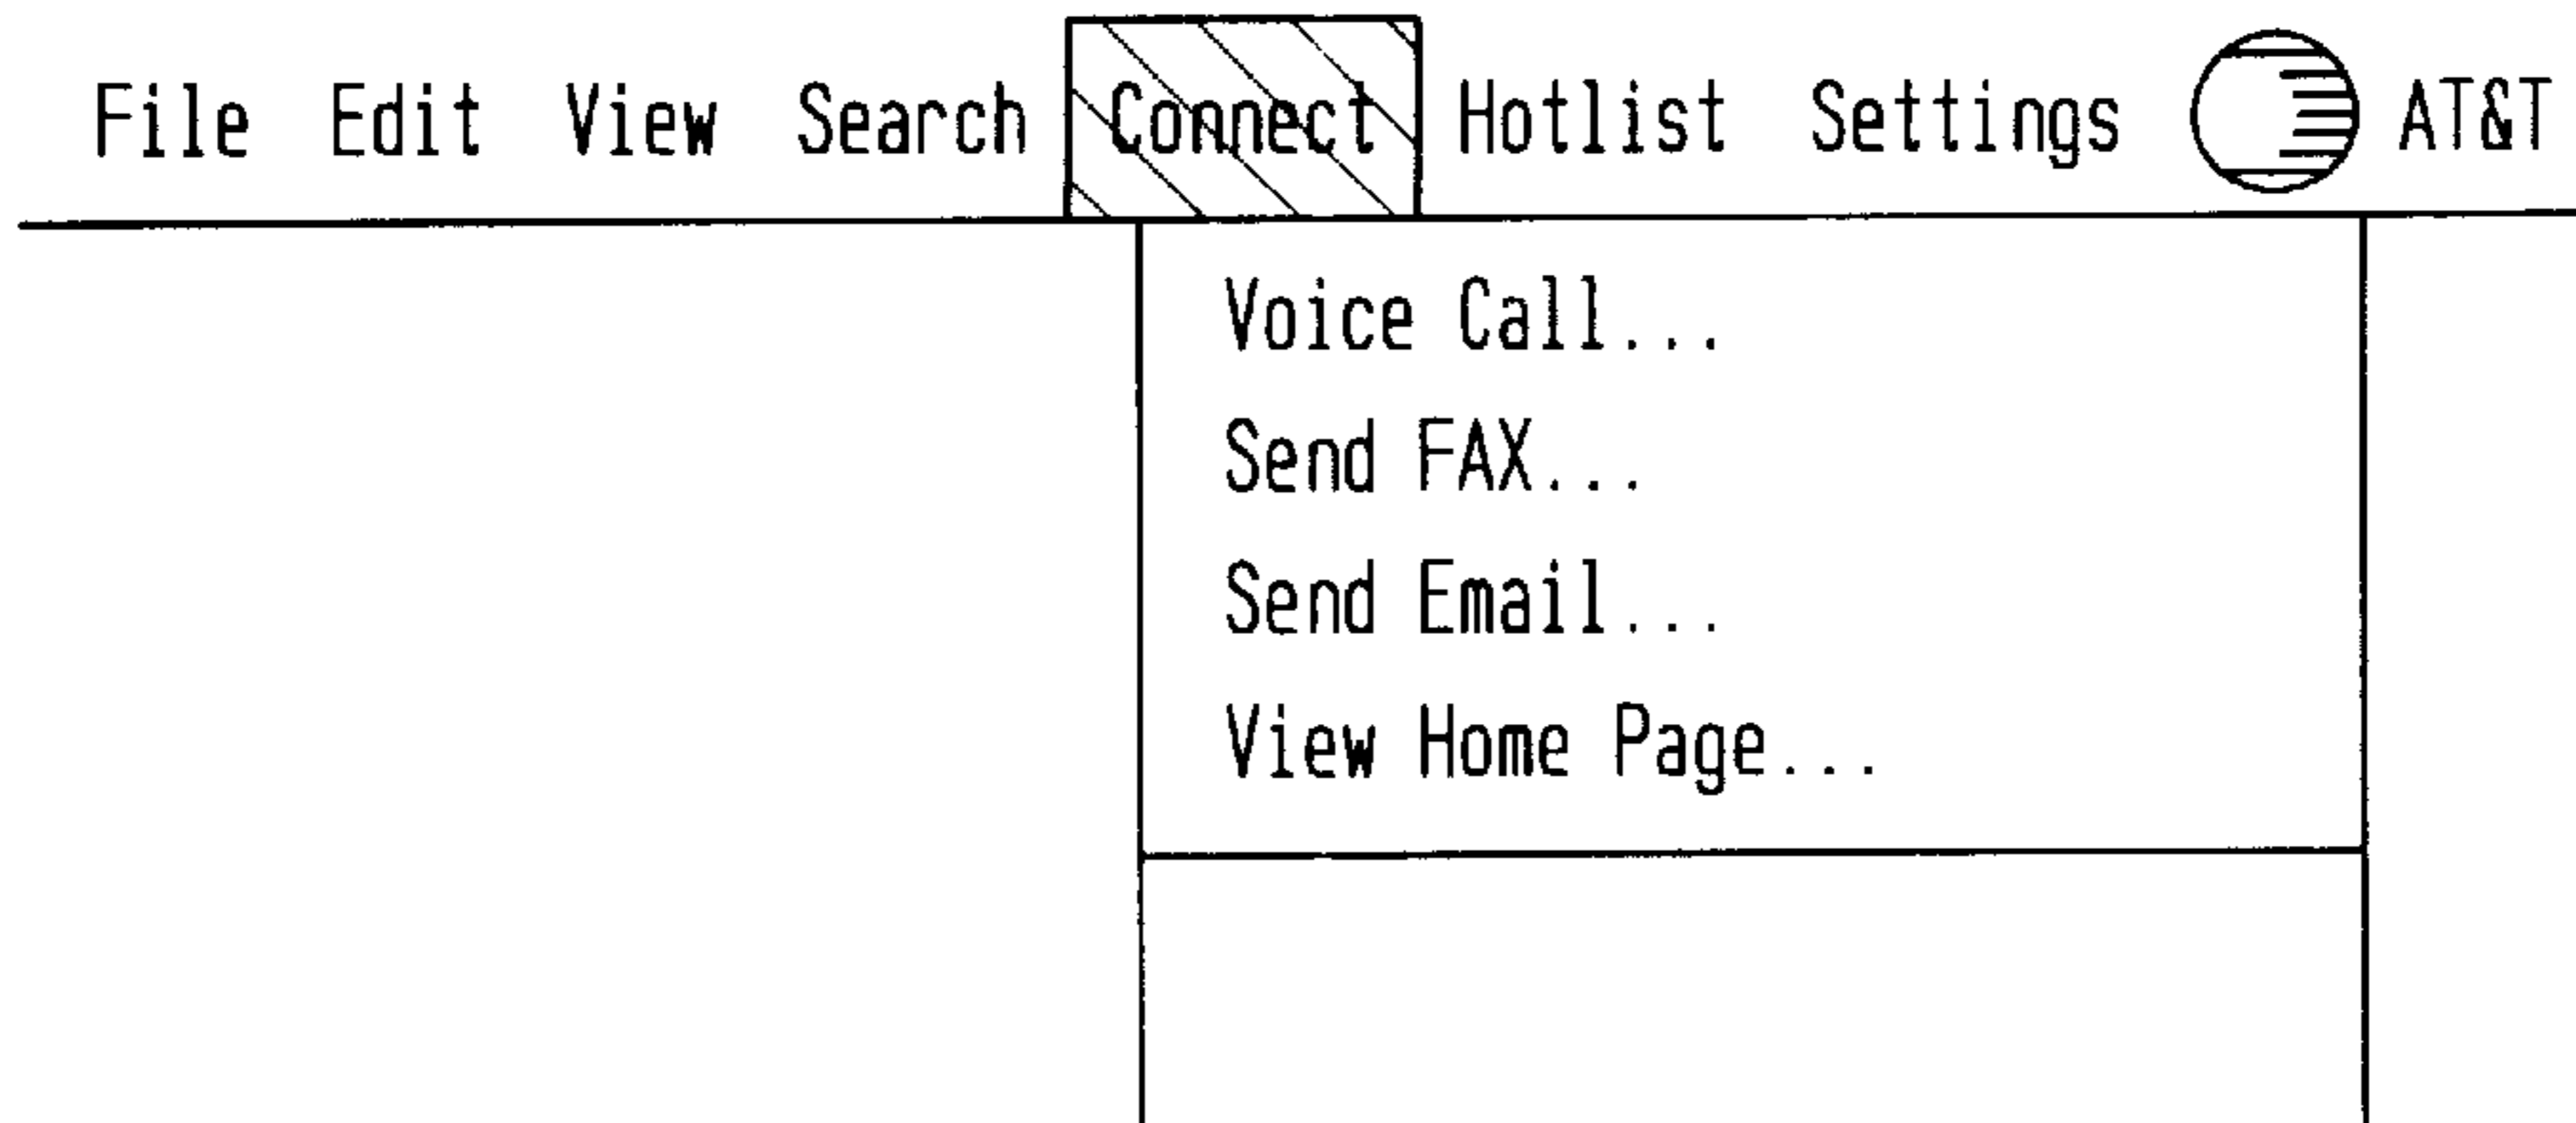 File Edit View Search Connect Hotlist Settings AT&T
Voice Call...
Send FAX...
Send Email...
View Home Page...